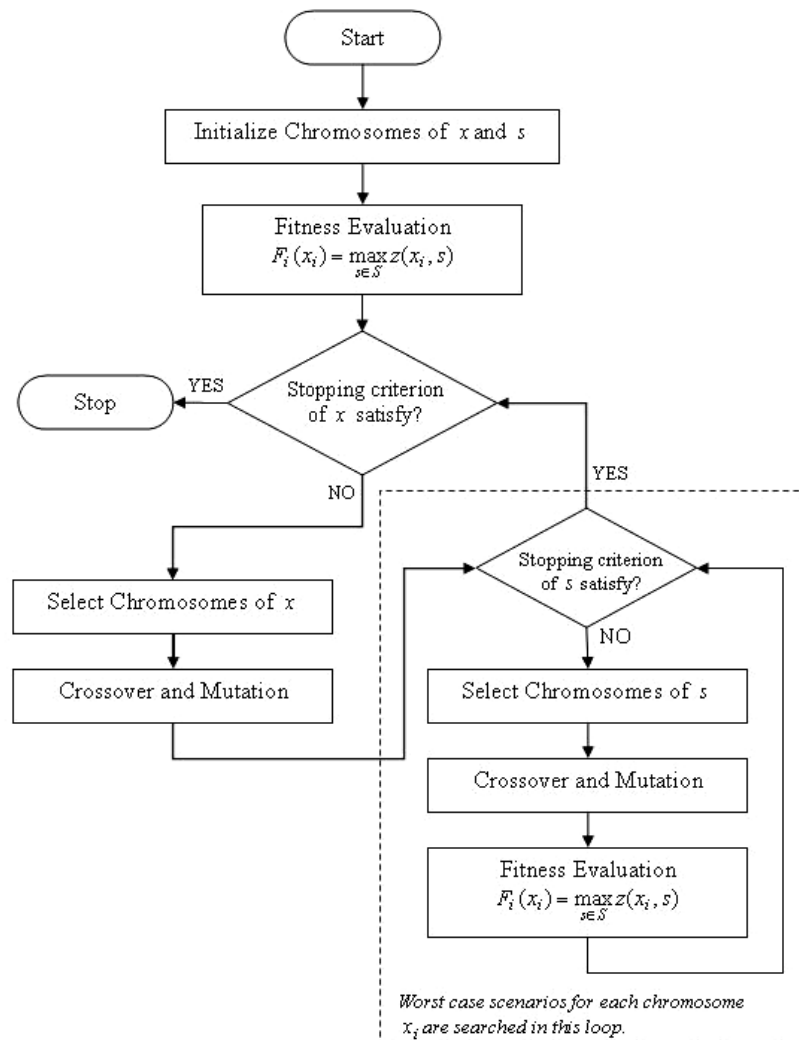 Start
Initialize Chromosomes of x and s
Fitness Evaluation
F_i(x_i) = max_{s∈S} z(x_i, s)
Stopping criterion
of x satisfy?
YES
Stop
NO
YES
Select Chromosomes of x
Crossover and Mutation
Stopping criterion
of s satisfy?
NO
Select Chromosomes of s
Crossover and Mutation
Fitness Evaluation
F_i(x_i) = max_{s∈S} z(x_i, s)
Worst case scenarios for each chromosome
x_i are searched in this loop.